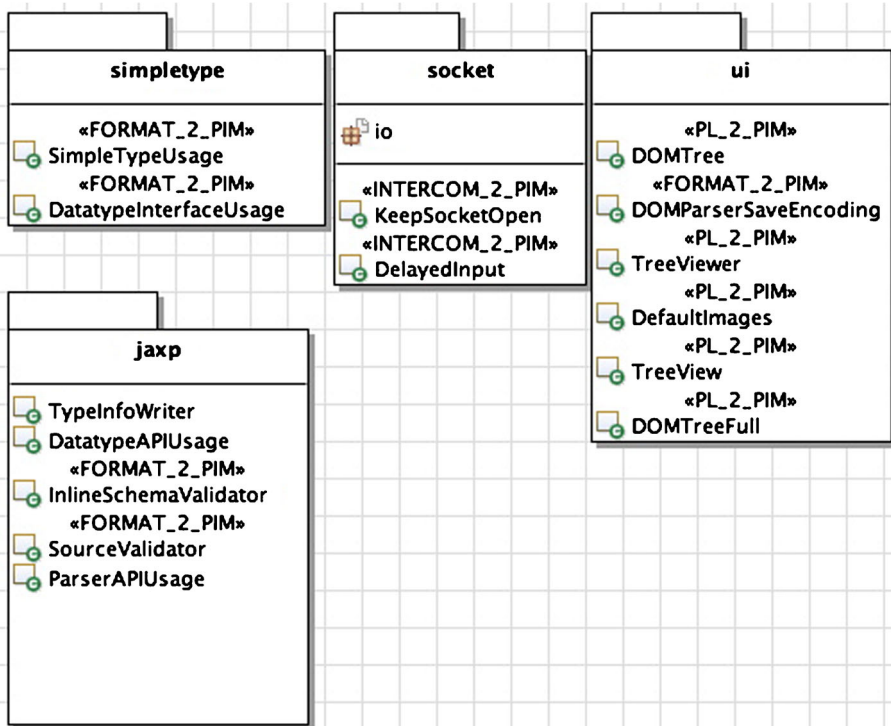 simpletype
«FORMAT_2_PIM»
SimpleTypeUsage
«FORMAT_2_PIM»
DatatypeInterfaceUsage
socket
io
«INTERCOM_2_PIM»
KeepSocketOpen
«INTERCOM_2_PIM»
DelayedInput
ui
«PL_2_PIM»
DOMTree
«FORMAT_2_PIM»
DOMParserSaveEncoding
«PL_2_PIM»
TreeViewer
«PL_2_PIM»
DefaultImages
«PL_2_PIM»
TreeView
«PL_2_PIM»
DOMTreeFull
jaxp
TypeInfoWriter
DatatypeAPIUsage
«FORMAT_2_PIM»
InlineSchemaValidator
«FORMAT_2_PIM»
SourceValidator
ParserAPIUsage